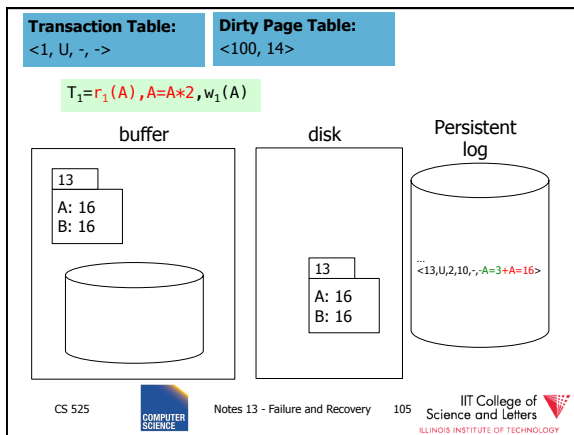 Transaction Table:
<1, U, -, ->
Dirty Page Table:
<100, 14>
T1=r1(A),A=A*2,w1(A)
buffer
disk
Persistent
log
13
A: 16
B: 16
13
A: 16
B: 16
...
<13,U,2,10,-,-A=3+A=16>
CS 525
COMPUTER
SCIENCE
Notes 13 - Failure and Recovery
105
IIT College of
Science and Letters
ILLINOIS INSTITUTE OF TECHNOLOGY